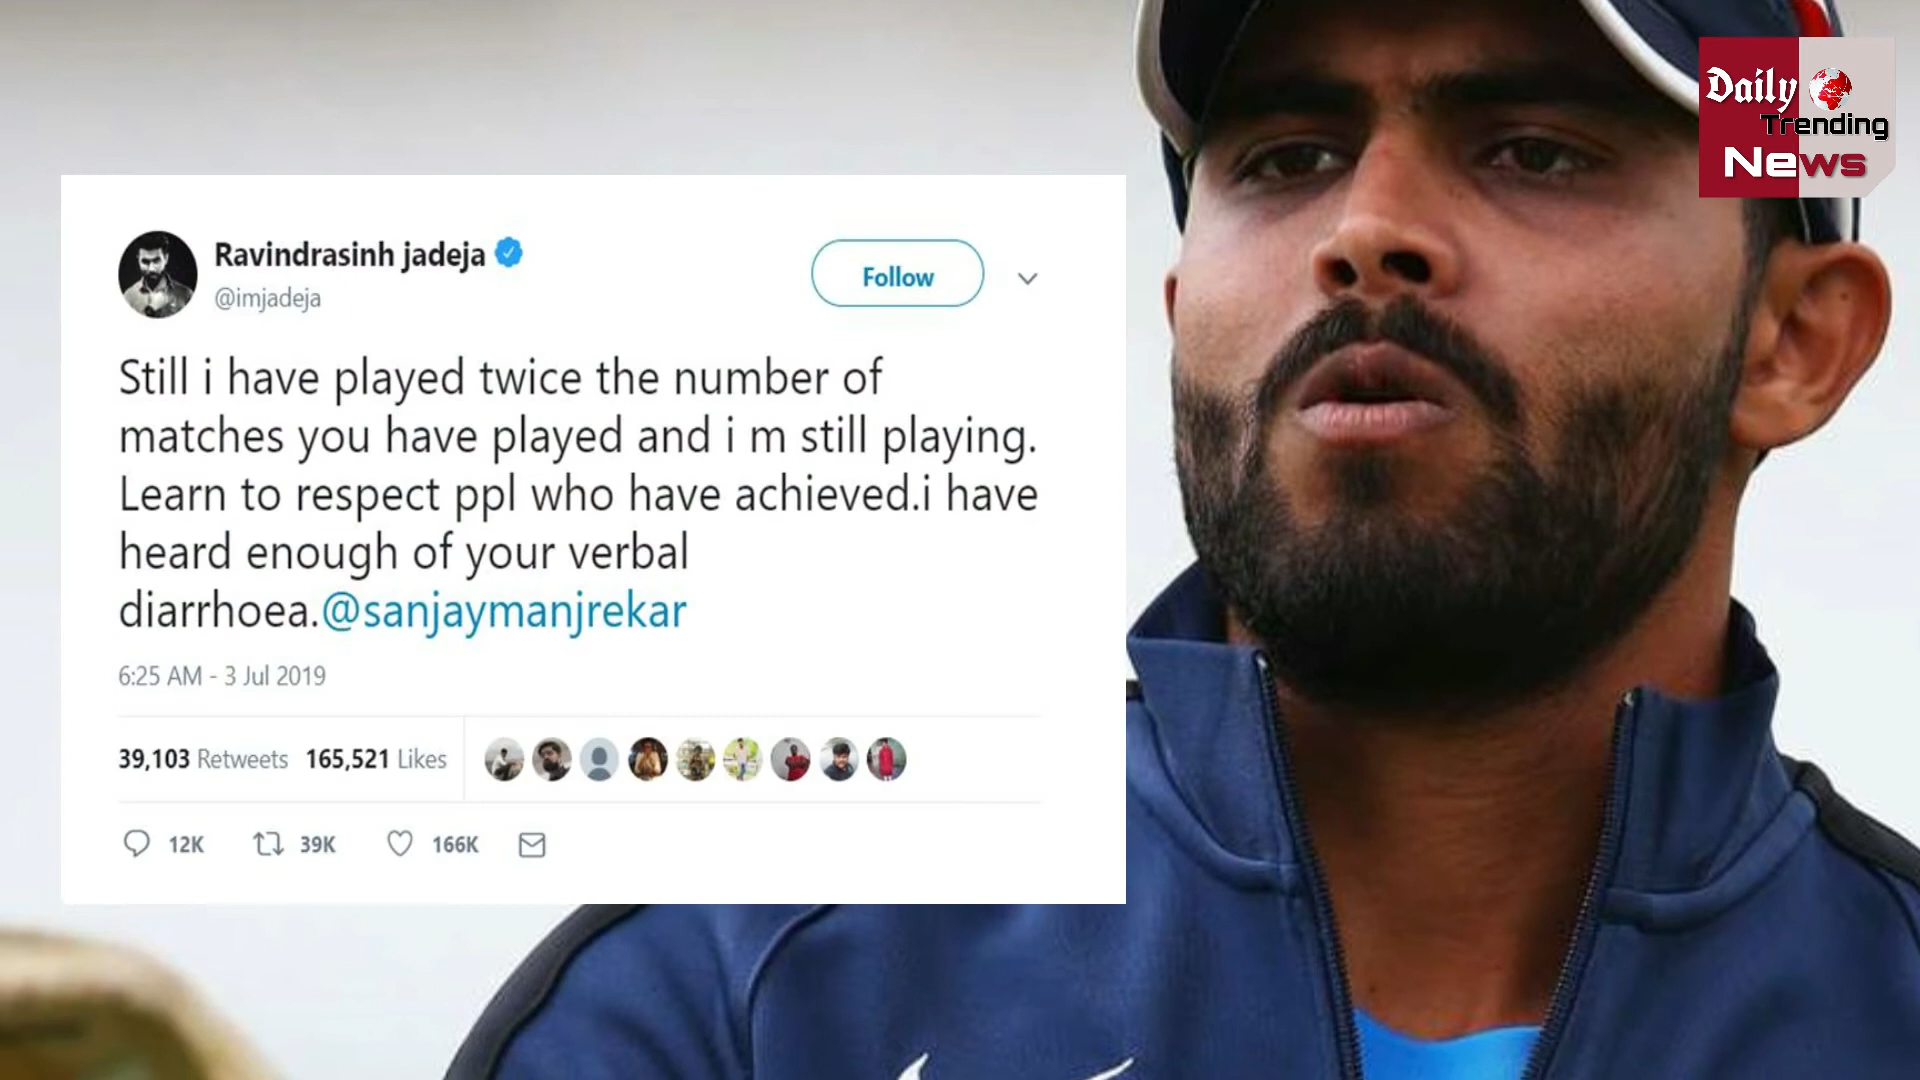 Daily
Trending
News
Ravindrasinh jadeja
@imjadeja
Follow
Still i have played twice the number of
matches you have played and i m still playing.
Learn to respect ppl who have achieved.i have
heard enough of your verbal
diarrhoea.@sanjaymanjrekar
6:25 AM - 3 Jul 2019
39,103 Retweets 165,521 Likes
12K 39K 166K